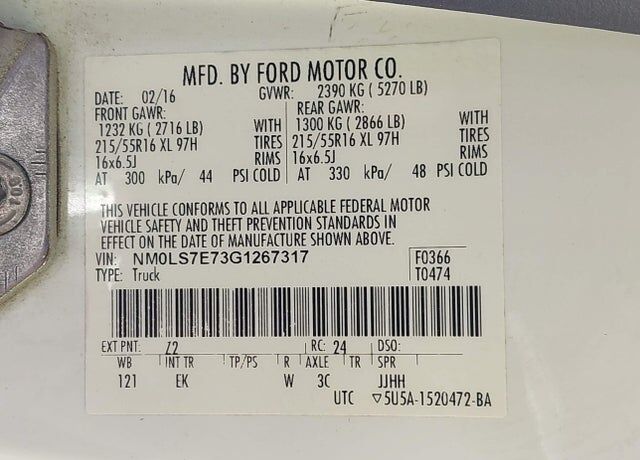 MFD. BY FORD MOTOR CO.
DATE: 02/16 GVWR: 2390 KG ( 5270 LB)
FRONT GAWR: REAR GAWR:
1232 KG ( 2716 LB) WITH 1300 KG ( 2866 LB) WITH
215/55R16 XL 97H TIRES 215/55R16 XL 97H TIRES
16x6.5J RIMS 16x6.5J RIMS
AT 300 kPa/ 44 PSI COLD AT 330 kPa/ 48 PSI COLD
THIS VEHICLE CONFORMS TO ALL APPLICABLE FEDERAL MOTOR
VEHICLE SAFETY AND THEFT PREVENTION STANDARDS IN
EFFECT ON THE DATE OF MANUFACTURE SHOWN ABOVE.
VIN: NM0LS7E73G1267317 F0366
TYPE: Truck T0474
EXT PNT: Z2 RC: 24 DSO:
WB INT TR TP/PS R AXLE TR SPR
121 EK W 3C JJHH
UTC ▽5U5A-1520472-BA